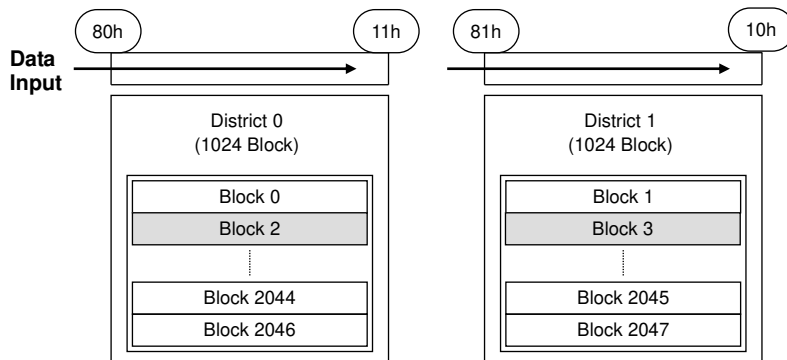 80h
11h
81h
10h
Data
Input
District 0
(1024 Block)
District 1
(1024 Block)
Block 0
Block 2
Block 2044
Block 2046
Block 1
Block 3
Block 2045
Block 2047